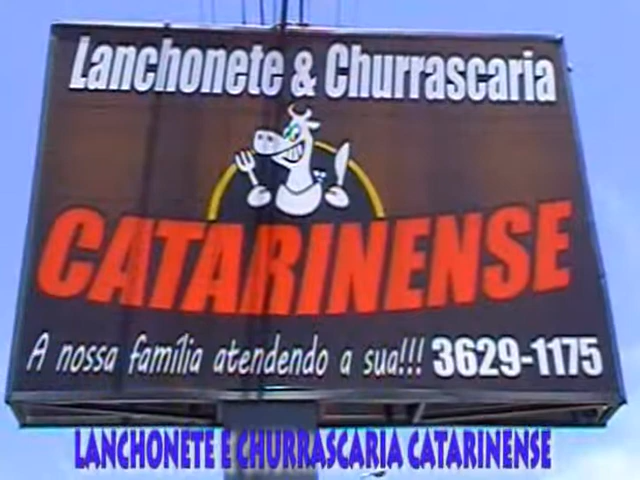 Lanchonete & Churrascaria
CATARINENSE
A nossa família atendendo a sua!!! 3629-1175
LANCHONETE E CHURRASCARIA CATARINENSE